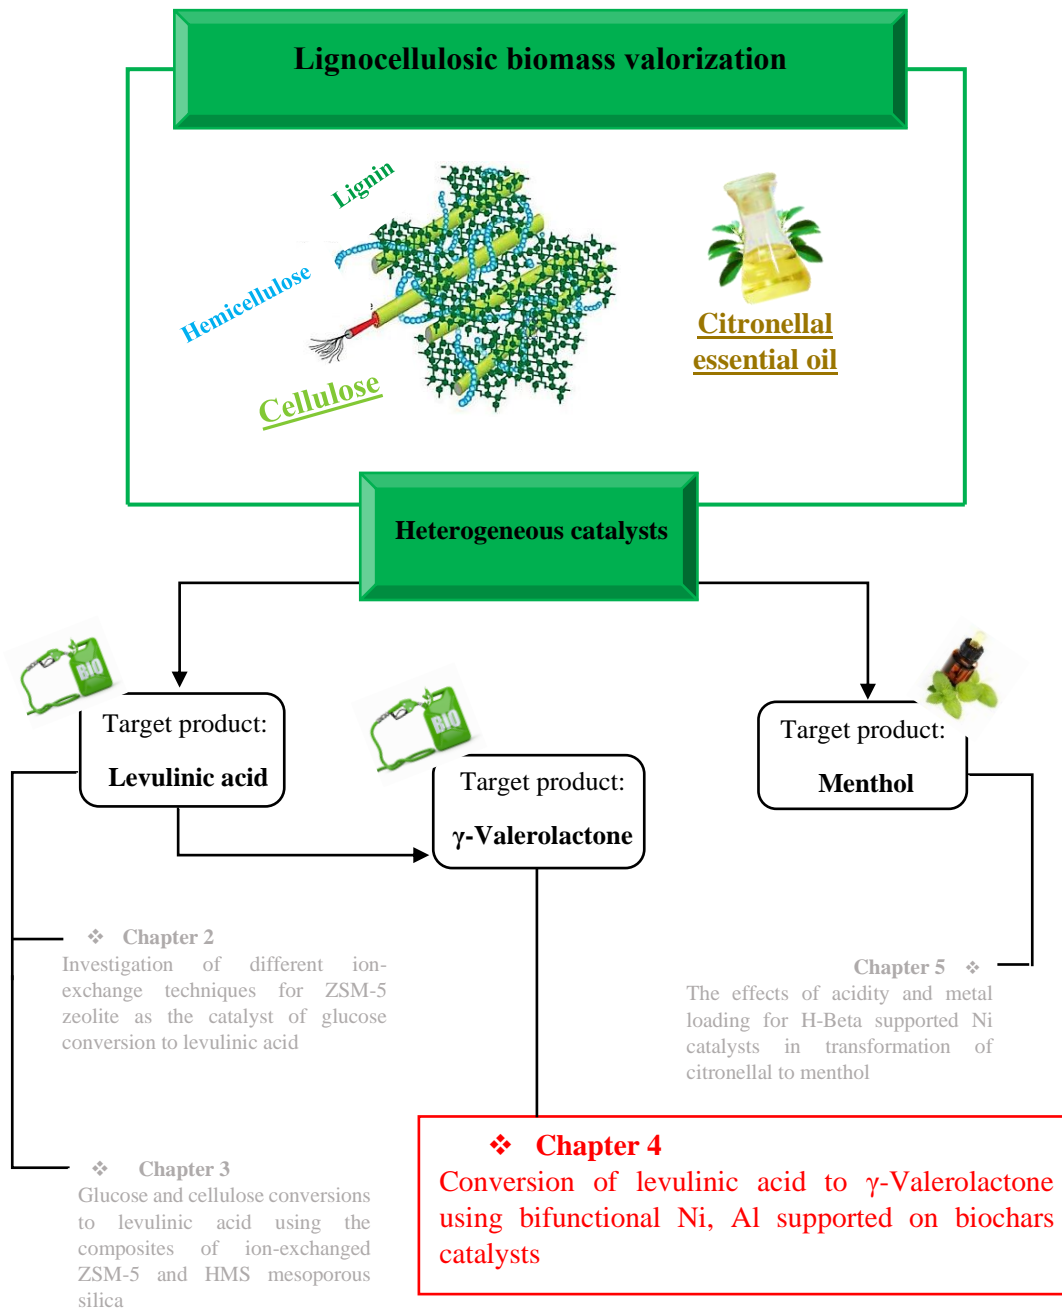 Lignocellulosic biomass valorization
Lignin
Hemicellulose
Cellulose
Citronellal
essential oil
Heterogeneous catalysts
BIO
Target product:
Levulinic acid
BIO
Target product:
γ-Valerolactone
Target product:
Menthol
❖ Chapter 2
Investigation of different ion-
exchange techniques for ZSM-5
zeolite as the catalyst of glucose
conversion to levulinic acid
Chapter 5 ❖
The effects of acidity and metal
loading for H-Beta supported Ni
catalysts in transformation of
citronellal to menthol
❖ Chapter 3
Glucose and cellulose conversions
to levulinic acid using the
composites of ion-exchanged
ZSM-5 and HMS mesoporous
silica
❖ Chapter 4
Conversion of levulinic acid to γ-Valerolactone
using bifunctional Ni, Al supported on biochars
catalysts